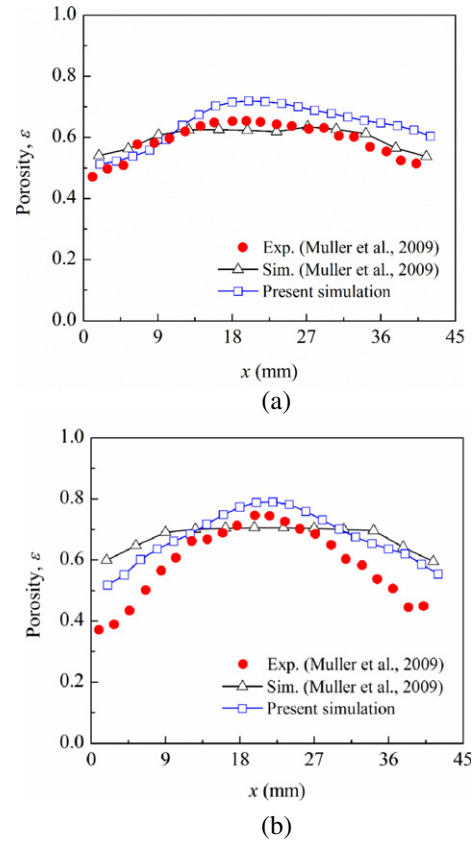 1.0
0.8
0.6
0.4
0.2
0.0
Porosity, ε
Exp. (Muller et al., 2009)
Sim. (Muller et al., 2009)
Present simulation
0 9 18 27 36 45
x (mm)
(a)
1.0
0.8
0.6
0.4
0.2
0.0
Porosity, ε
Exp. (Muller et al., 2009)
Sim. (Muller et al., 2009)
Present simulation
0 9 18 27 36 45
x (mm)
(b)